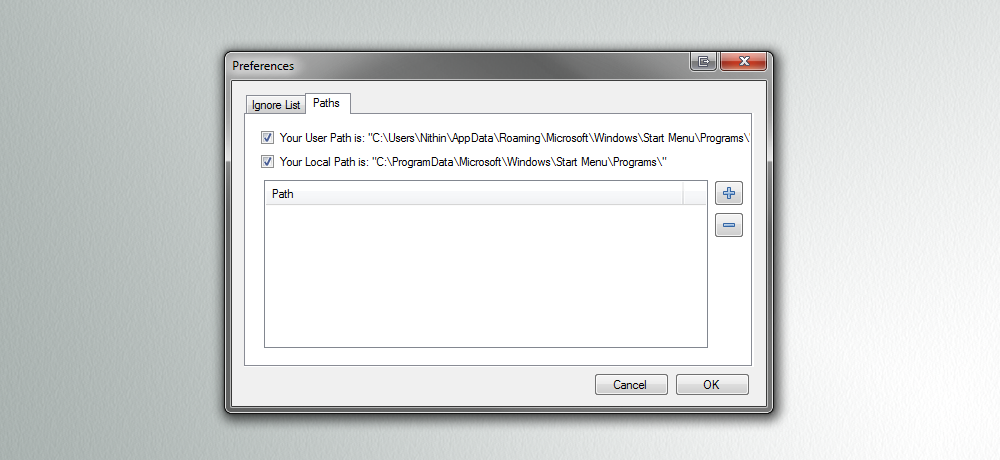 Preferences
Ignore List
Paths
Your User Path is: "C:\Users\Nithin\AppData\Roaming\Microsoft\Windows\Start Menu\Programs\
Your Local Path is: "C:\ProgramData\Microsoft\Windows\Start Menu\Programs\"
Path
Cancel
OK